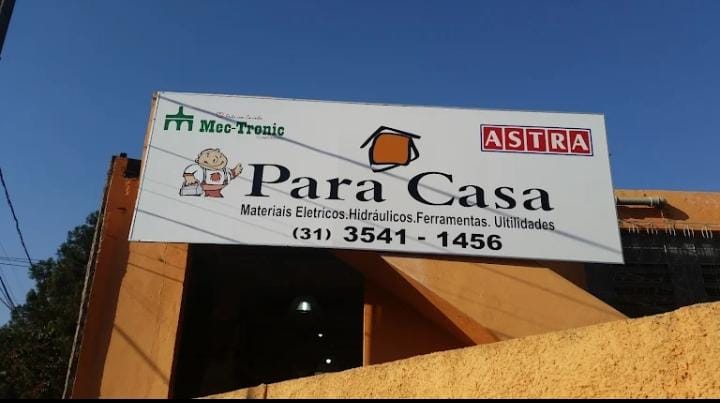 Mec-Tronic
ASTRA
Para Casa
Materiais Eletricos.Hidráulicos.Ferramentas. Ultilidades
(31) 3541 - 1456